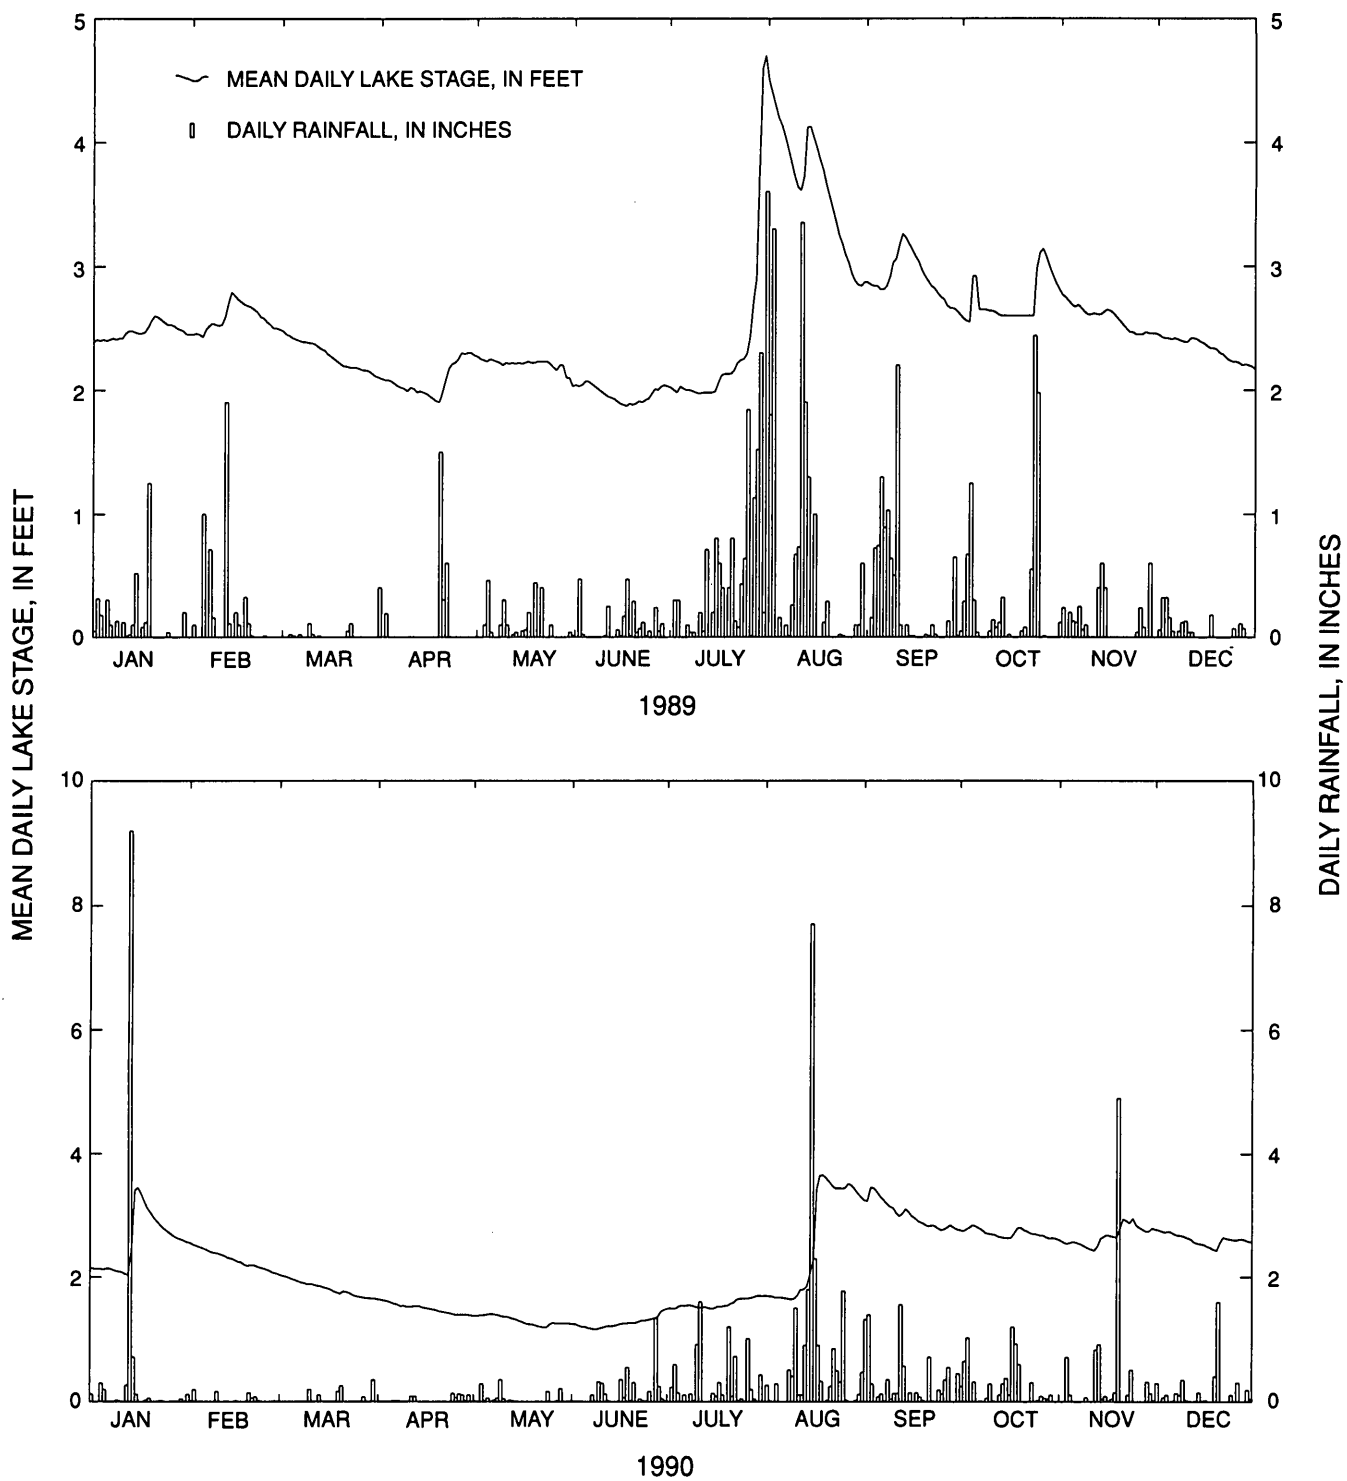 MEAN DAILY LAKE STAGE, IN FEET
DAILY RAINFALL, IN INCHES
5 5
MEAN DAILY LAKE STAGE, IN FEET
DAILY RAINFALL, IN INCHES
4 4
3 3
2 2
1 1
0 0
JAN FEB MAR APR MAY JUNE JULY AUG SEP OCT NOV DEC
1989
10 10
8 8
6 6
4 4
2 2
0 0
JAN FEB MAR APR MAY JUNE JULY AUG SEP OCT NOV DEC
1990